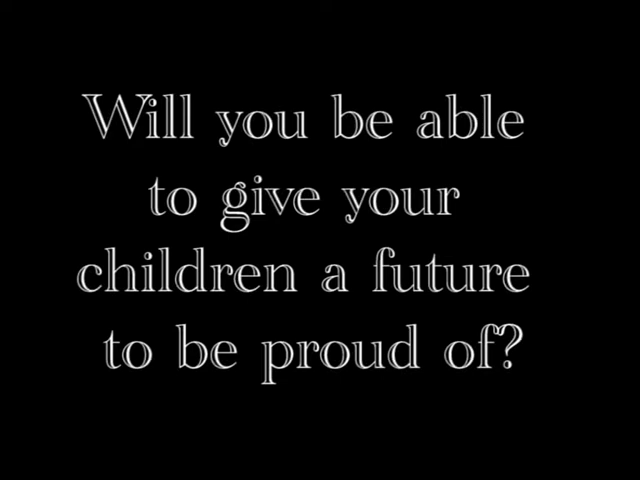 Will you be able
to give your
children a future
to be proud of?